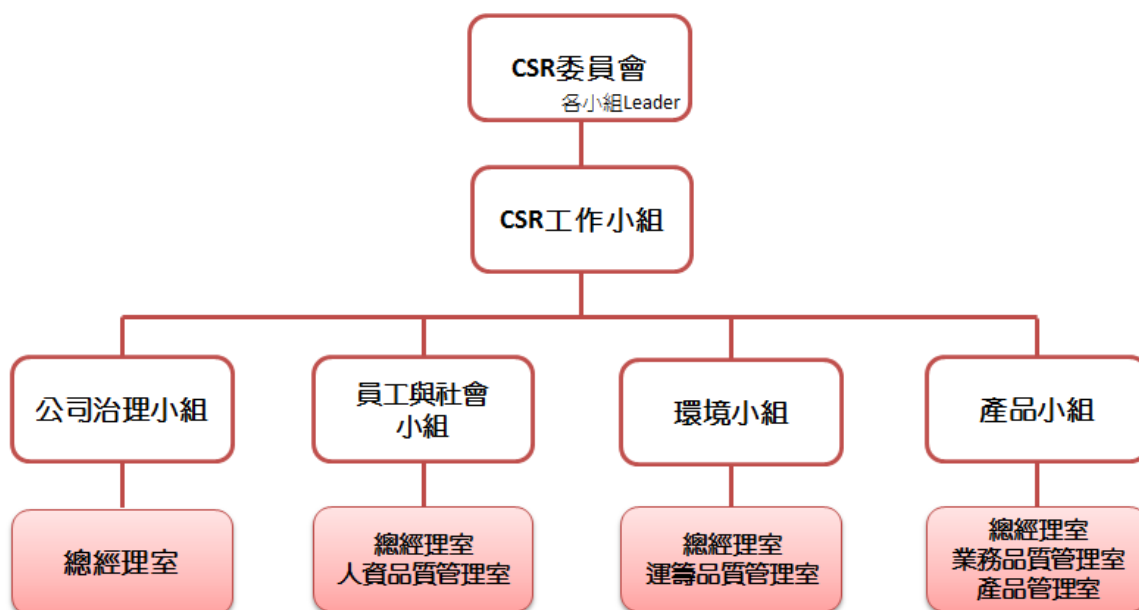 CSR委員會
各小組Leader
CSR工作小組
公司治理小組
員工與社會
小組
環境小組
產品小組
總經理室
總經理室
人資品質管理室
總經理室
運籌品質管理室
總經理室
業務品質管理室
產品管理室